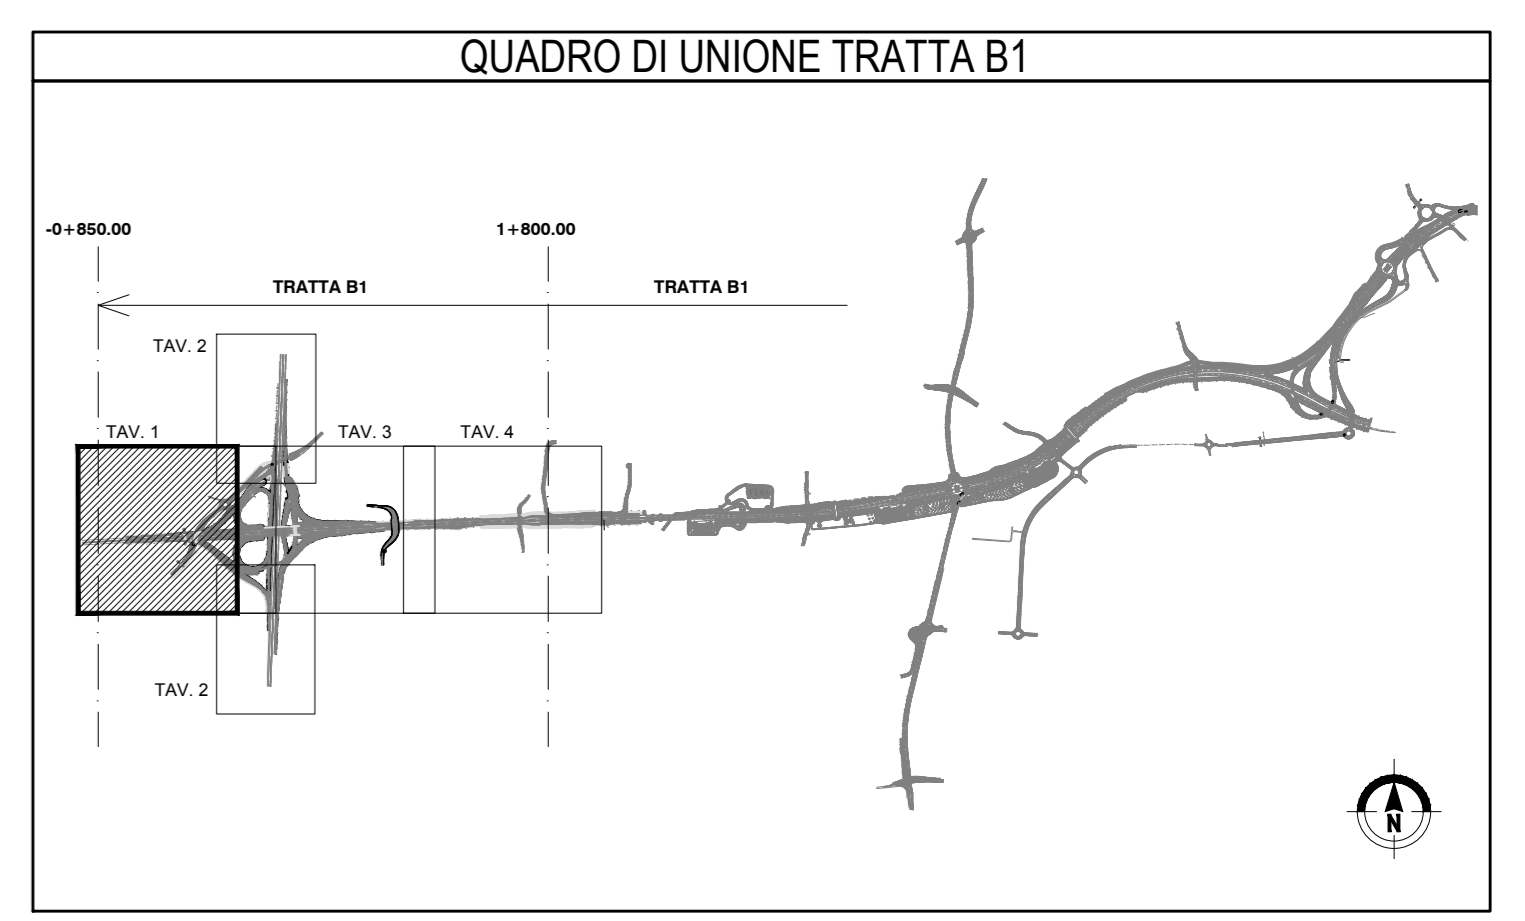 QUADRO DI UNIONE TRATTA B1
-0+850.00
1+800.00
TRATTA B1
TRATTA B1
TAV. 2
TAV. 1
TAV. 3
TAV. 4
TAV. 2
N